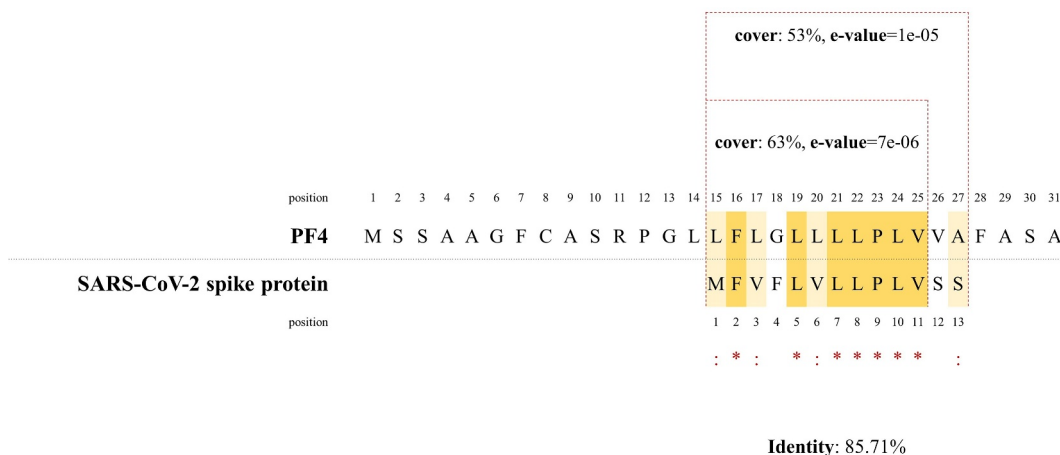 cover: 53%, e-value=1e-05
cover: 63%, e-value=7e-06
position 1 2 3 4 5 6 7 8 9 10 11 12 13 14 15 16 17 18 19 20 21 22 23 24 25 26 27 28 29 30 31
PF4 M S S A A G F C A S R P G L L F L G L L L L P L V V A F A S A
SARS-CoV-2 spike protein M F V F L V L L P L V S S
position 1 2 3 4 5 6 7 8 9 10 11 12 13
: * : * : * * * * * :
Identity: 85.71%